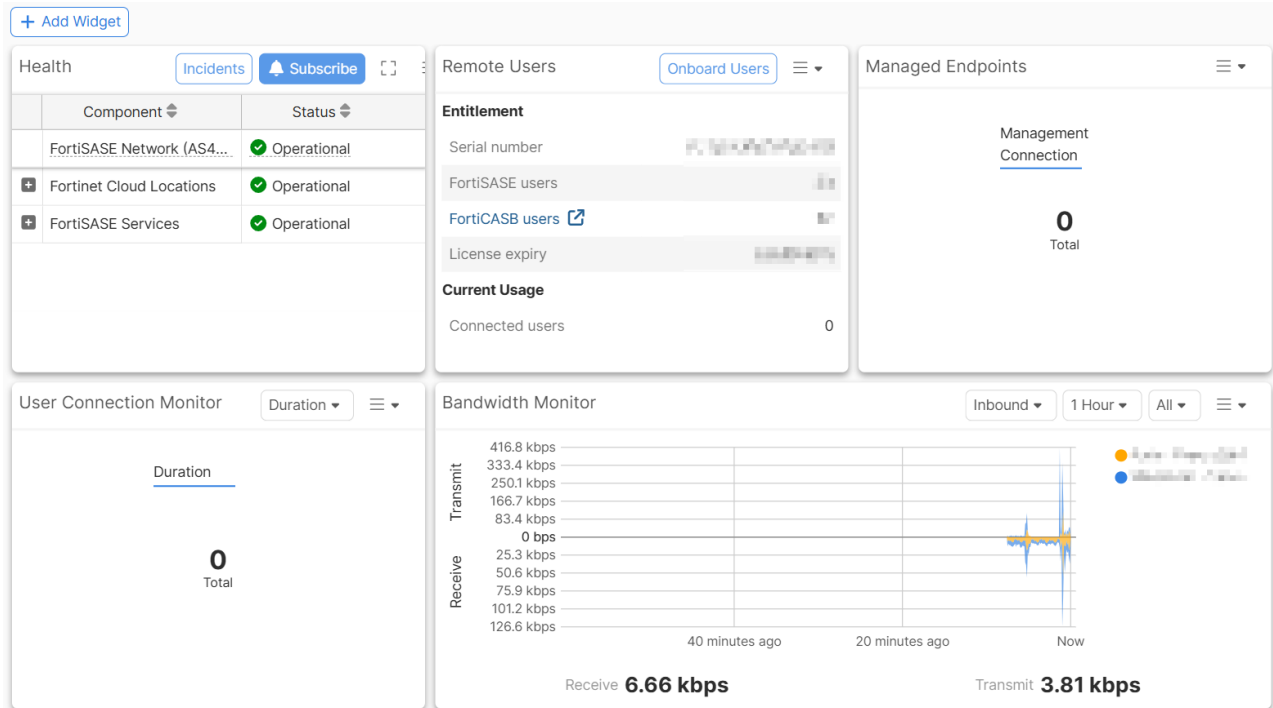 + Add Widget
Health
Incidents
Subscribe
Component
Status
FortiSASE Network (AS4...
Operational
Fortinet Cloud Locations
Operational
FortiSASE Services
Operational
Remote Users
Onboard Users
Entitlement
Serial number
FortiSASE users
FortiCASB users
License expiry
Current Usage
Connected users 0
Managed Endpoints
Management
Connection
0
Total
User Connection Monitor
Duration
Duration
0
Total
Bandwidth Monitor
Inbound
1 Hour
All
Transmit
416.8 kbps
333.4 kbps
250.1 kbps
166.7 kbps
83.4 kbps
0 bps
Receive
25.3 kbps
50.6 kbps
75.9 kbps
101.2 kbps
126.6 kbps
40 minutes ago
20 minutes ago
Now
Receive 6.66 kbps
Transmit 3.81 kbps